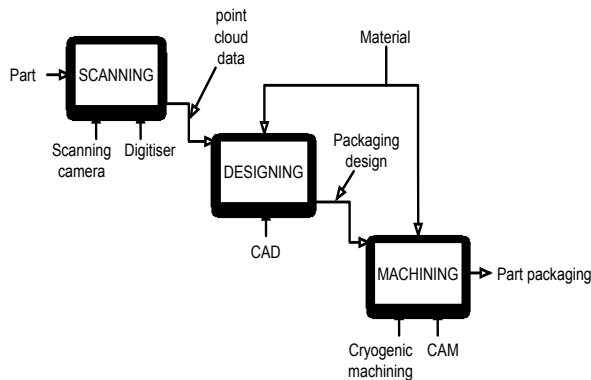 point
cloud
data
Material
Part
SCANNING
Scanning
camera
Digitiser
Packaging
design
DESIGNING
CAD
MACHINING
Part packaging
Cryogenic
machining
CAM